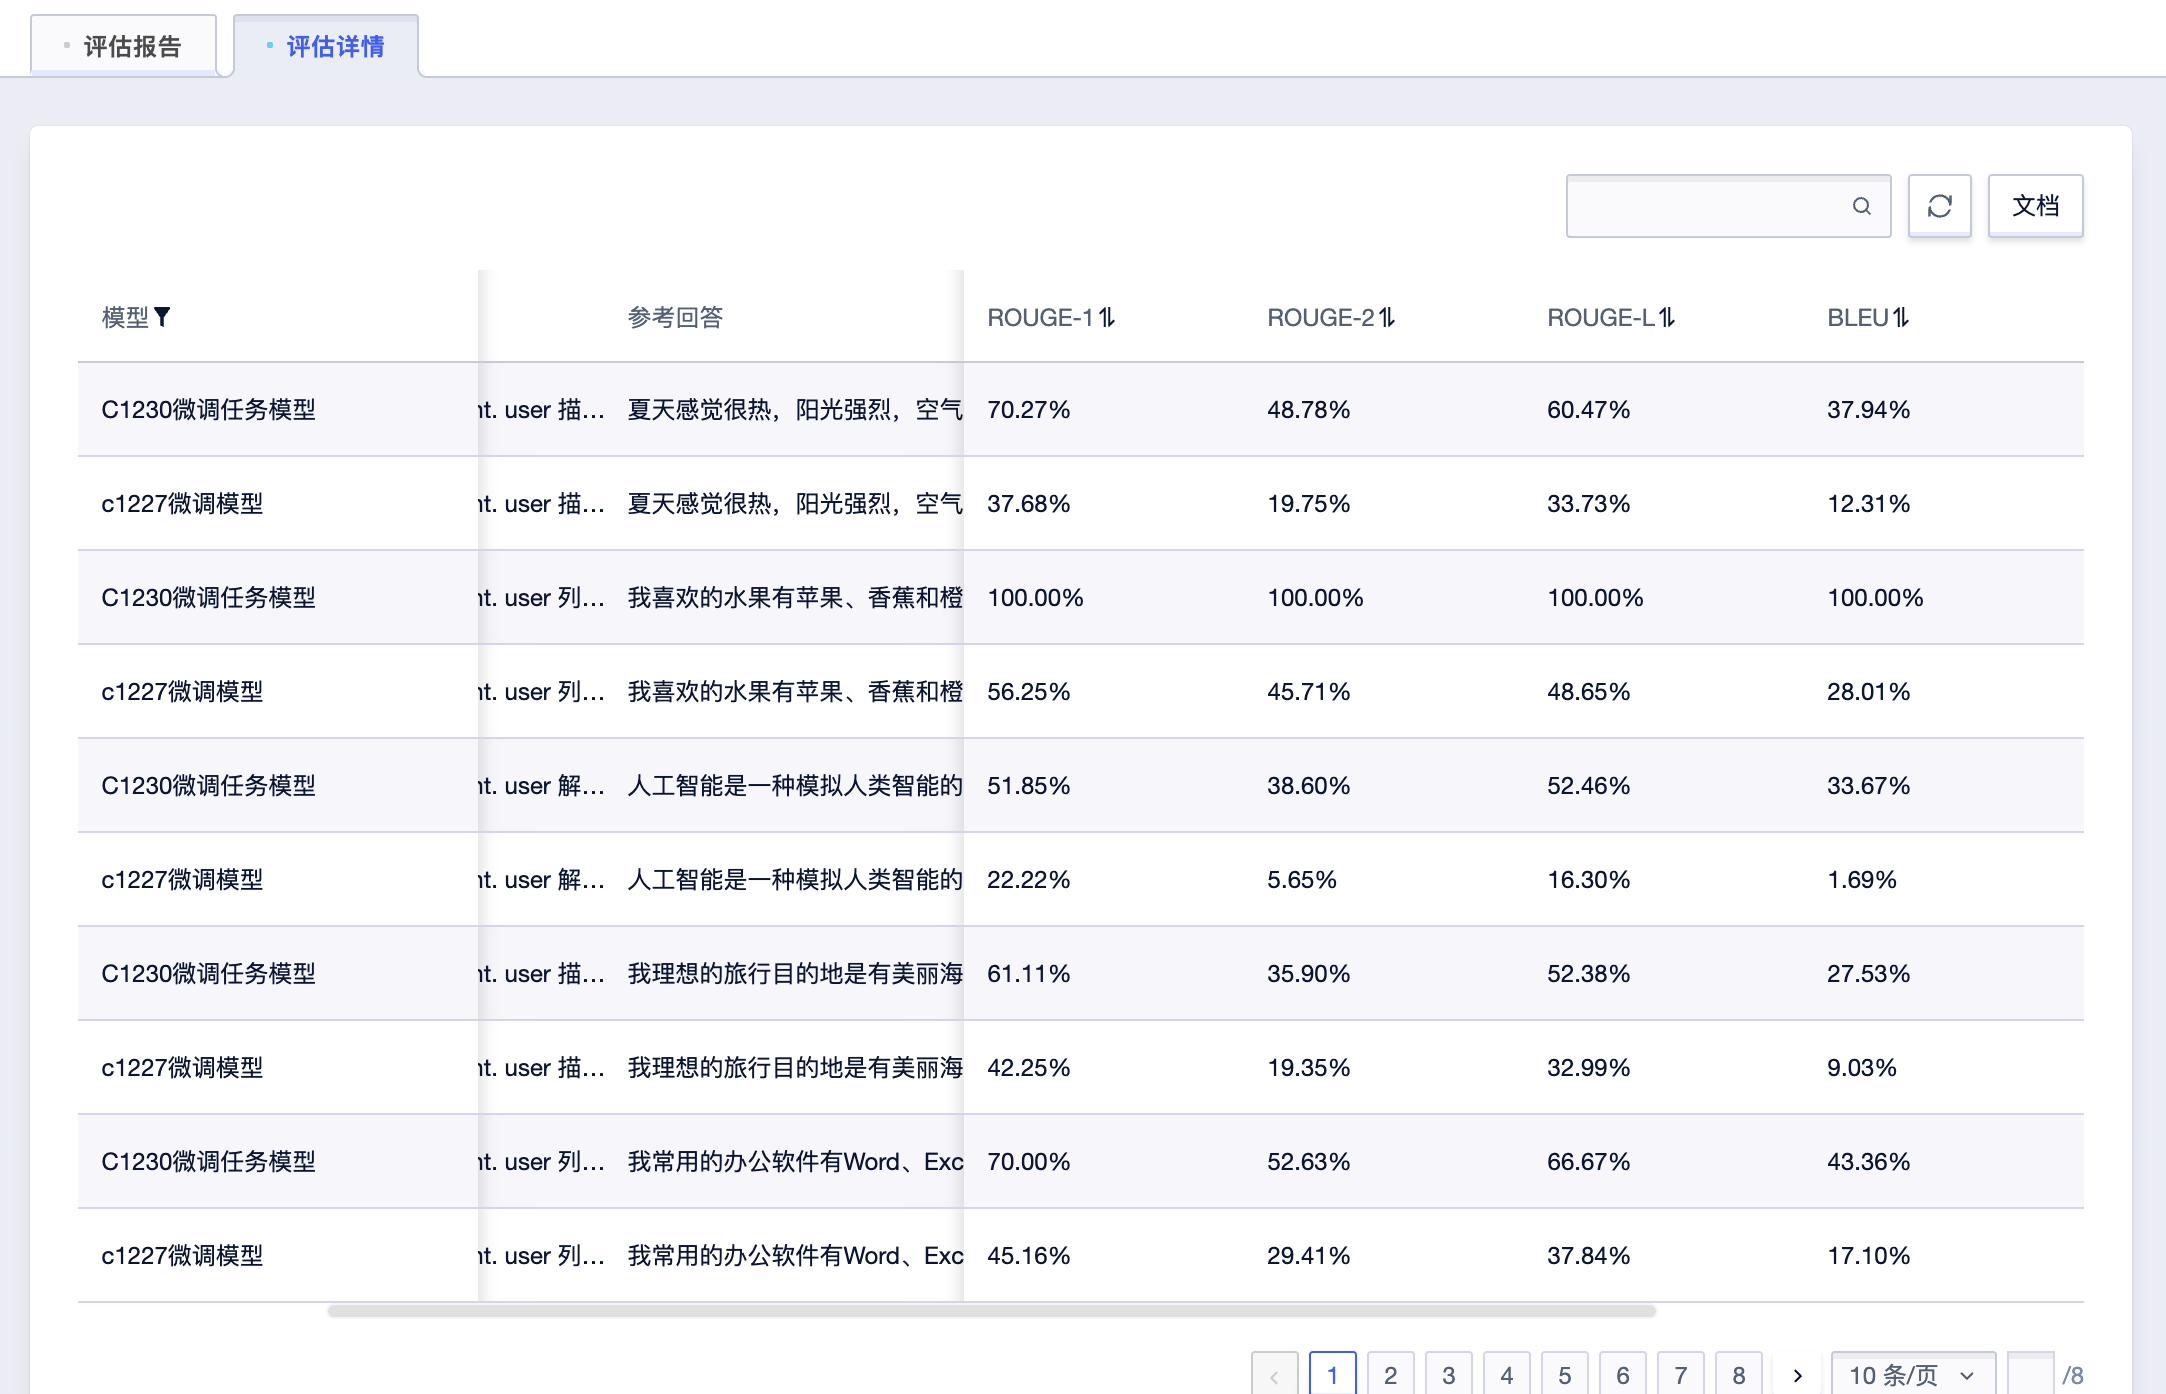 评估报告 评估详情
文档
模型 参考回答 ROUGE-1 ROUGE-2 ROUGE-L BLEU
C1230微调任务模型 nt. user 描... 夏天感觉很热，阳光强烈，空气 70.27% 48.78% 60.47% 37.94%
c1227微调模型 nt. user 描... 夏天感觉很热，阳光强烈，空气 37.68% 19.75% 33.73% 12.31%
C1230微调任务模型 nt. user 列... 我喜欢的水果有苹果、香蕉和橙 100.00% 100.00% 100.00% 100.00%
c1227微调模型 nt. user 列... 我喜欢的水果有苹果、香蕉和橙 56.25% 45.71% 48.65% 28.01%
C1230微调任务模型 nt. user 解... 人工智能是一种模拟人类智能的 51.85% 38.60% 52.46% 33.67%
c1227微调模型 nt. user 解... 人工智能是一种模拟人类智能的 22.22% 5.65% 16.30% 1.69%
C1230微调任务模型 nt. user 描... 我理想的旅行目的地是有美丽海 61.11% 35.90% 52.38% 27.53%
c1227微调模型 nt. user 描... 我理想的旅行目的地是有美丽海 42.25% 19.35% 32.99% 9.03%
C1230微调任务模型 nt. user 列... 我常用的办公软件有Word、Exc 70.00% 52.63% 66.67% 43.36%
c1227微调模型 nt. user 列... 我常用的办公软件有Word、Exc 45.16% 29.41% 37.84% 17.10%
1 2 3 4 5 6 7 8 10 条/页 /8